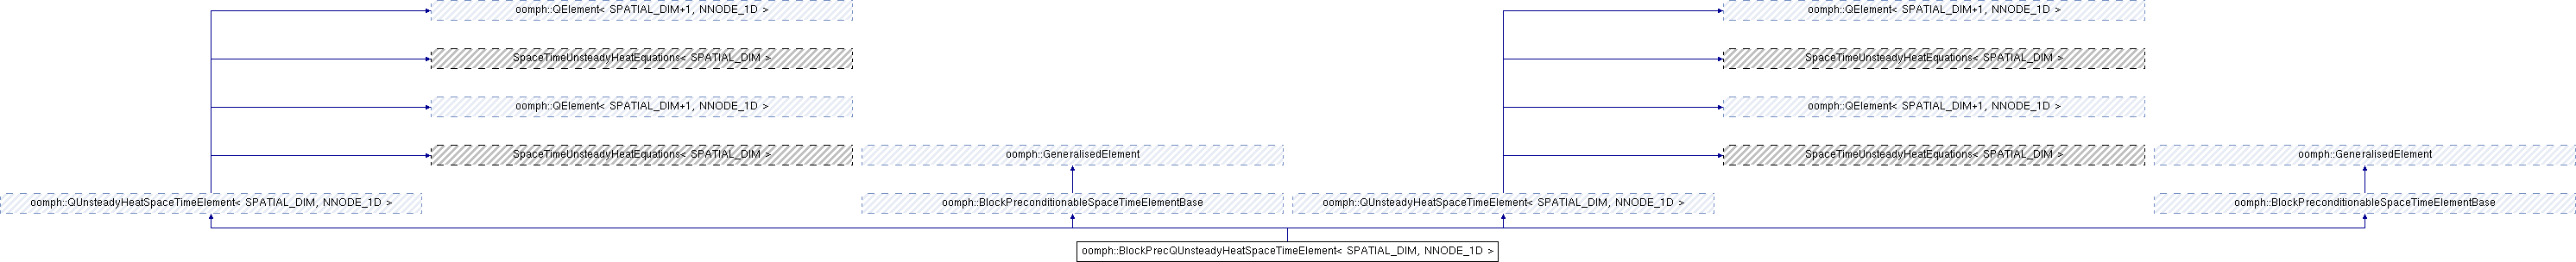 oomph::QElement< SPATIAL_DIM+1, NNODE_1D >
oomph::QElement< SPATIAL_DIM+1, NNODE_1D >
SpaceTimeUnsteadyHeatEquations< SPATIAL_DIM >
SpaceTimeUnsteadyHeatEquations< SPATIAL_DIM >
oomph::QElement< SPATIAL_DIM+1, NNODE_1D >
oomph::QElement< SPATIAL_DIM+1, NNODE_1D >
SpaceTimeUnsteadyHeatEquations< SPATIAL_DIM >
oomph::GeneralisedElement
SpaceTimeUnsteadyHeatEquations< SPATIAL_DIM >
oomph::GeneralisedElement
oomph::QUnsteadyHeatSpaceTimeElement< SPATIAL_DIM, NNODE_1D >
oomph::BlockPreconditionableSpaceTimeElementBase
oomph::QUnsteadyHeatSpaceTimeElement< SPATIAL_DIM, NNODE_1D >
oomph::BlockPreconditionableSpaceTimeElementBase
oomph::BlockPrecQUnsteadyHeatSpaceTimeElement< SPATIAL_DIM, NNODE_1D >